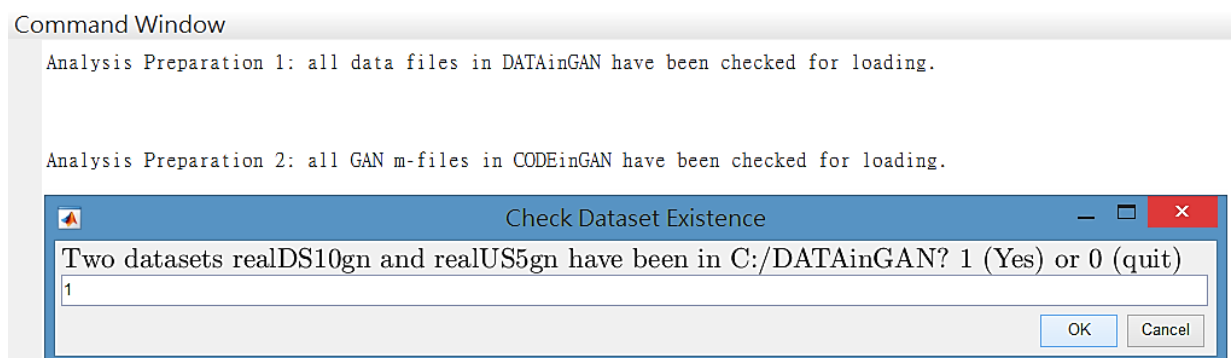 Command Window
Analysis Preparation 1: all data files in DATAinGAN have been checked for loading.
Analysis Preparation 2: all GAN m-files in CODEinGAN have been checked for loading.
Check Dataset Existence
Two datasets realDS10gn and realUS5gn have been in C:/DATAinGAN? 1 (Yes) or 0 (quit)
1
OK Cancel